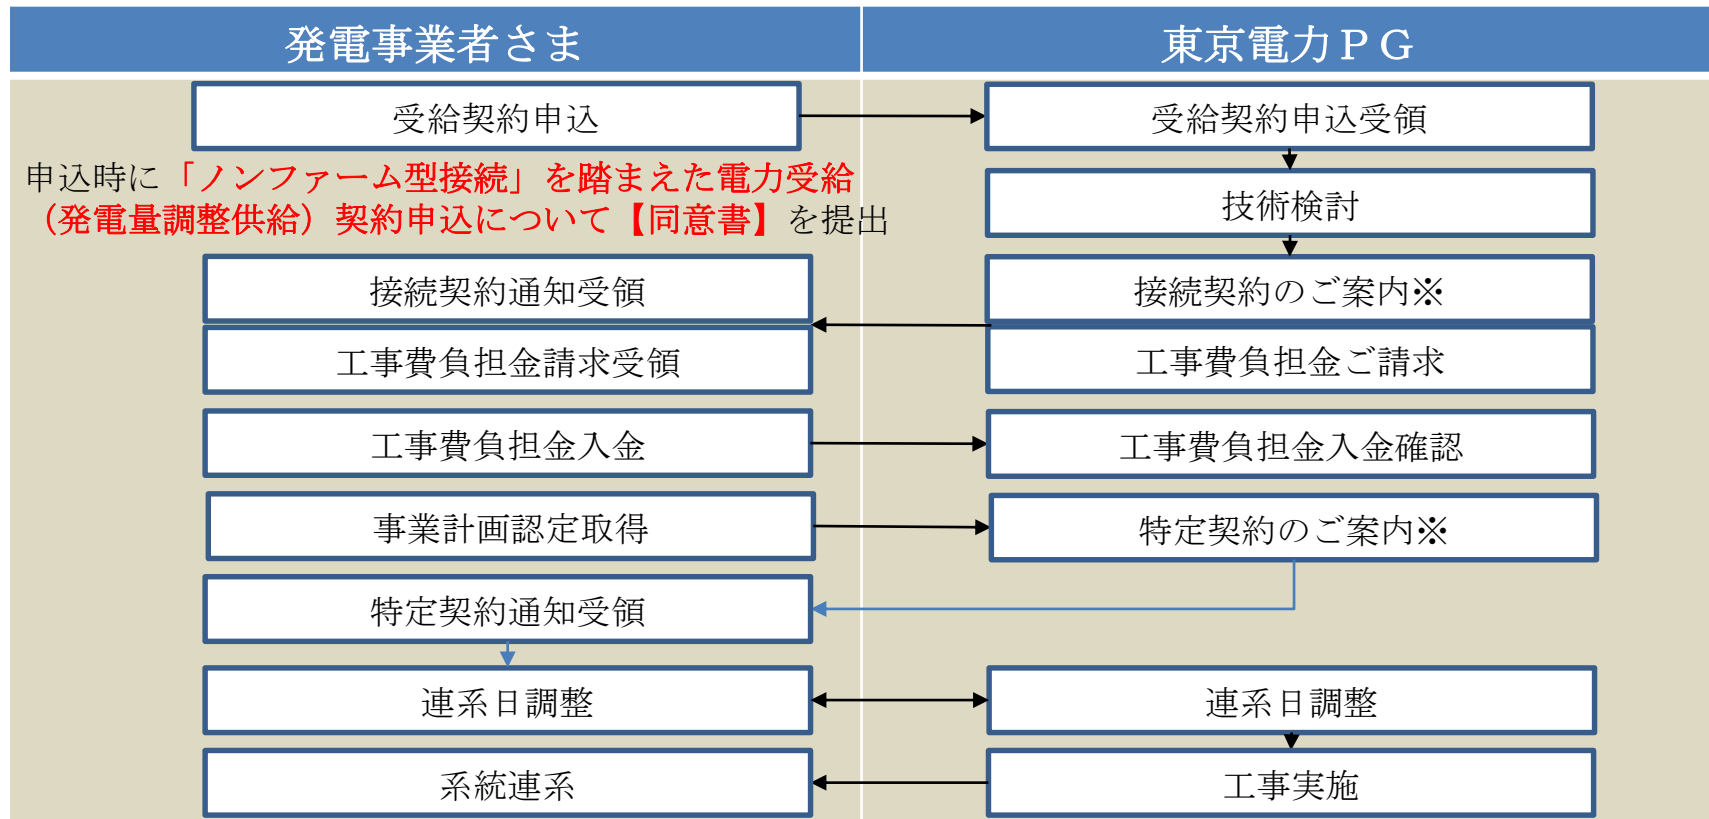 発電事業者さま
東京電力ＰＧ
受給契約申込
受給契約申込受領
申込時に「ノンファーム型接続」を踏まえた電力受給
（発電量調整供給）契約申込について【同意書】を提出
技術検討
接続契約通知受領
接続契約のご案内※
工事費負担金請求受領
工事費負担金ご請求
工事費負担金入金
工事費負担金入金確認
事業計画認定取得
特定契約のご案内※
特定契約通知受領
連系日調整
連系日調整
系統連系
工事実施